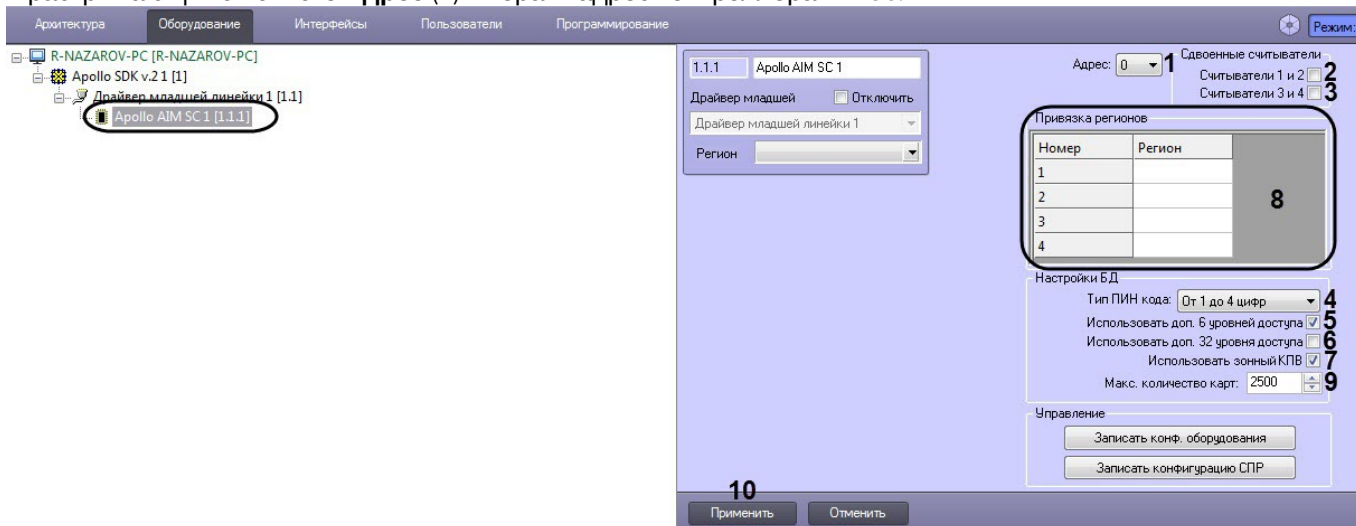 Архитектура Оборудование Интерфейсы Пользователи Программирование Режим:
R-NAZAROV-PC [R-NAZAROV-PC]
Apollo SDK v.2 1 [1]
Драйвер младшей линейки 1 [1.1]
Apollo AIM SC 1 [1.1.1]
1.1.1 Apollo AIM SC 1
Драйвер младшей Отключить
Драйвер младшей линейки 1
Регион
Адрес: 0 1
Сдвоенные считыватели
Считыватели 1 и 2 2
Считыватели 3 и 4 3
Привязка регионов
Номер Регион
1
2
3
4
8
Настройки БД
Тип ПИН кода: От 1 до 4 цифр 4
Использовать доп. 6 уровней доступа 5
Использовать доп. 32 уровня доступа 6
Использовать зонный КПВ 7
Макс. количество карт: 2500 9
Управление
Записать конф. оборудования
Записать конфигурацию СПР
10
Применить Отменить